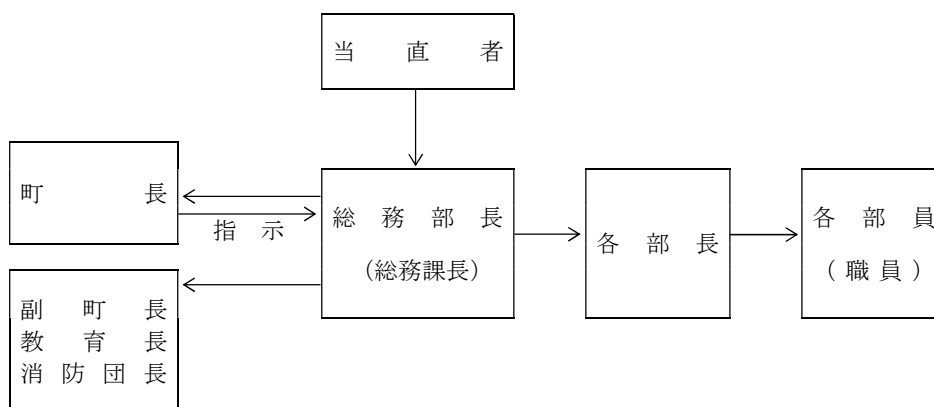 当直者
町長
指示
総務部長
(総務課長)
各部長
各部員
(職員)
副町長
教育長
消防団長